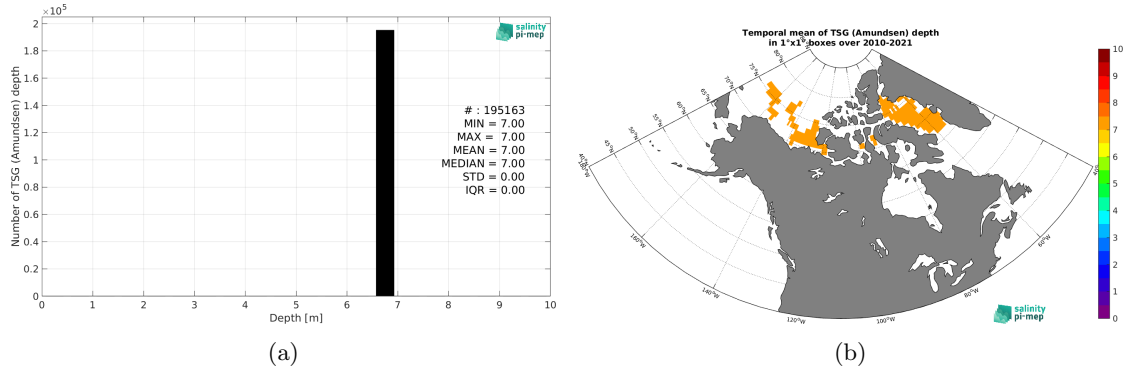 ×10⁵
2
1.8
1.6
1.4
1.2
1
0.8
0.6
0.4
0.2
0
Number of TSG (Amundsen) depth
salinity
pi-mep
# : 195163
MIN = 7.00
MAX = 7.00
MEAN = 7.00
MEDIAN = 7.00
STD = 0.00
IQR = 0.00
0 1 2 3 4 5 6 7 8 9 10
Depth [m]
(a)
Temporal mean of TSG (Amundsen) depth
in 1°x1° boxes over 2010-2021
80°N
75°N
70°N
65°N
60°N
55°N
50°N
45°N
40°N
180°W
160°W
140°W
120°W
100°W
80°W
60°W
10
9
8
7
6
5
4
3
2
1
0
salinity
pi-mep
(b)